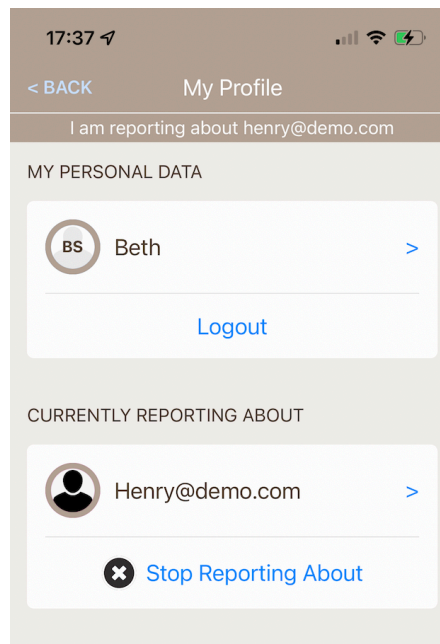 17:37
< BACK
My Profile
I am reporting about henry@demo.com
MY PERSONAL DATA
BS
Beth
>
Logout
CURRENTLY REPORTING ABOUT
Henry@demo.com
>
Stop Reporting About